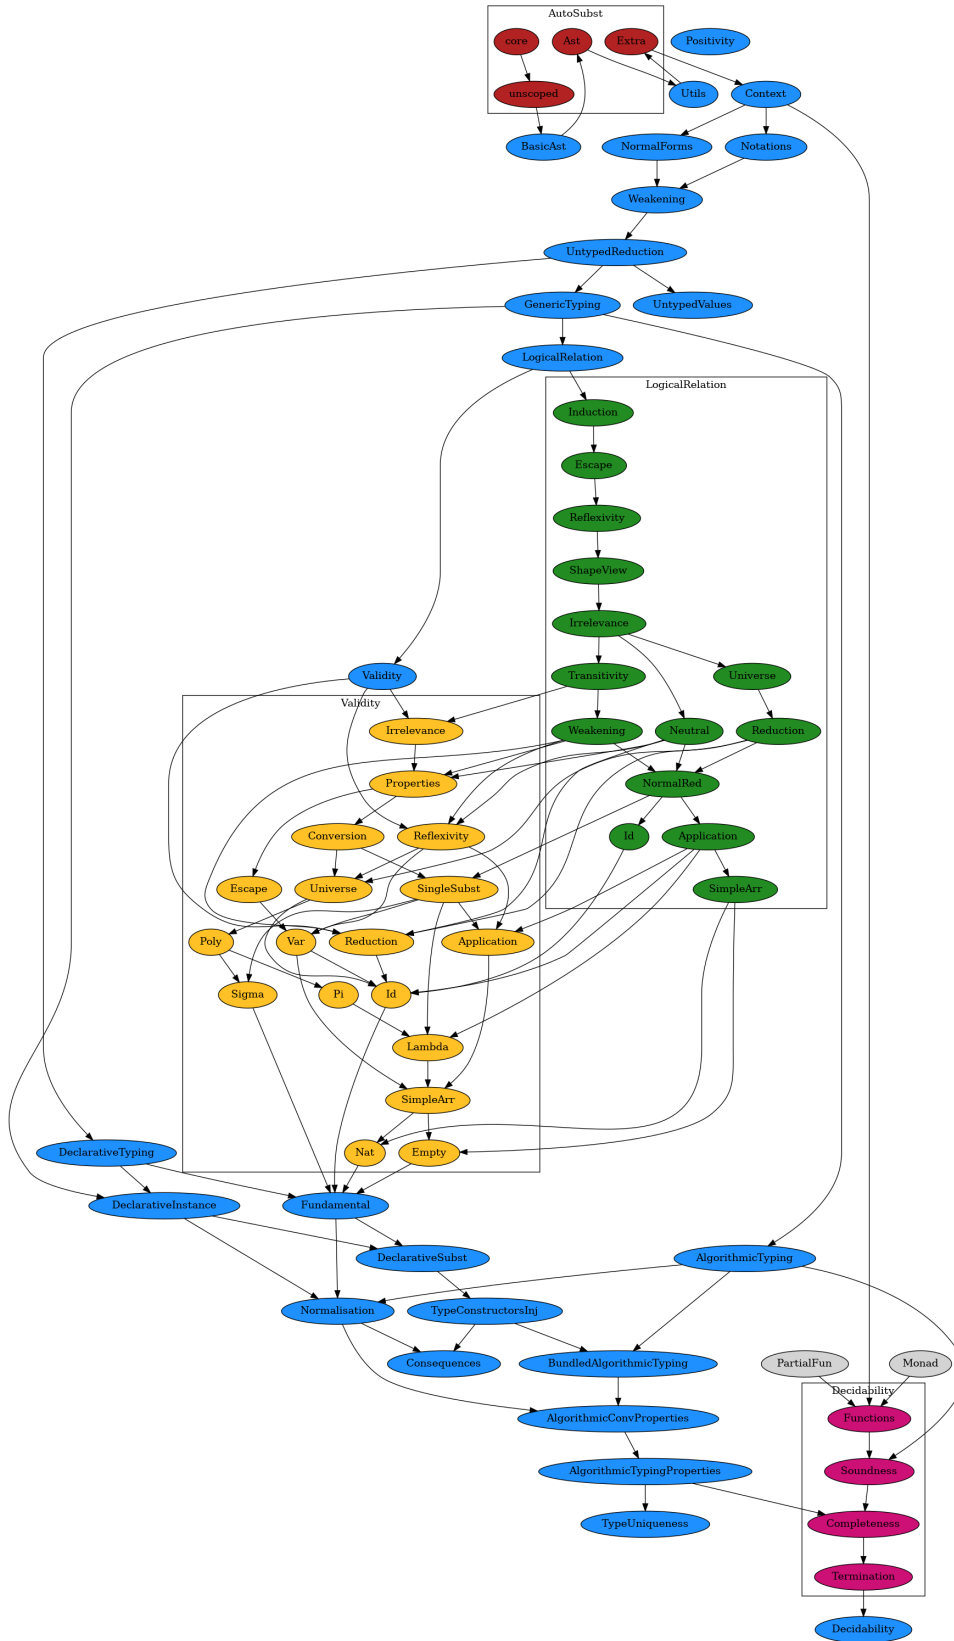 AutoSubst
core
Ast
Extra
Positivity
unscoped
Utils
Context
BasicAst
NormalForms
Notations
Weakening
UntypedReduction
GenericTyping
UntypedValues
LogicalRelation
LogicalRelation
Induction
Escape
Reflexivity
ShapeView
Irrelevance
Validity
Transitivity
Universe
Validity
Irrelevance
Weakening
Neutral
Reduction
Properties
NormalRed
Conversion
Reflexivity
Id
Application
Escape
Universe
SingleSubst
SimpleArr
Poly
Var
Reduction
Application
Sigma
Pi
Id
Lambda
SimpleArr
DeclarativeTyping
Nat
Empty
DeclarativeInstance
Fundamental
DeclarativeSubst
AlgorithmicTyping
Normalisation
TypeConstructorsInj
Consequences
BundledAlgorithmicTyping
PartialFun
Monad
Decidability
AlgorithmicConvProperties
Functions
AlgorithmicTypingProperties
Soundness
TypeUniqueness
Completeness
Termination
Decidability